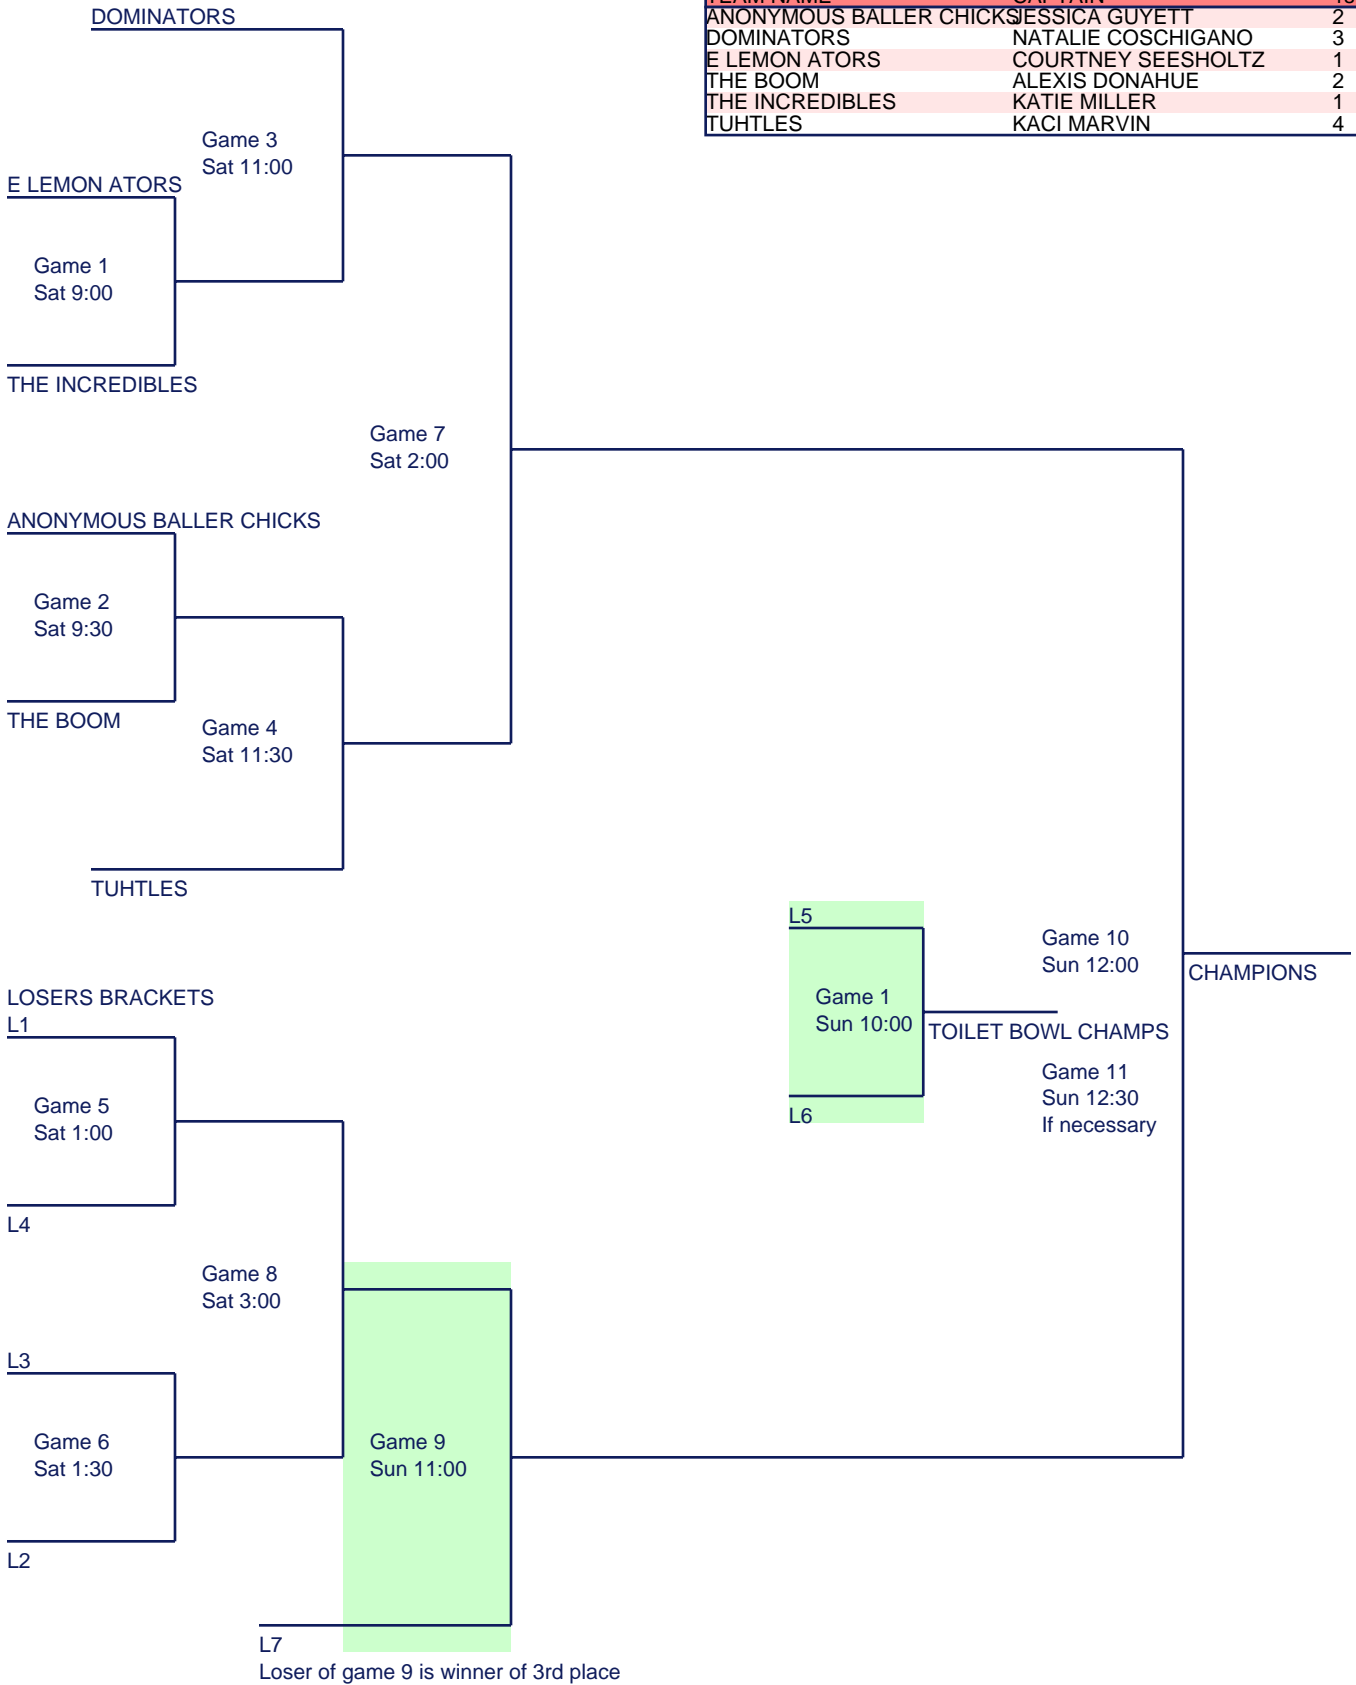 DOMINATORS
TEAM NAME CAPTAIN
ANONYMOUS BALLER CHICKS JESSICA GUYETT 2
DOMINATORS NATALIE COSCHIGANO 3
E LEMON ATORS COURTNEY SEESHOLTZ 1
THE BOOM ALEXIS DONAHUE 2
THE INCREDIBLES KATIE MILLER 1
TUHTLES KACI MARVIN 4
Game 3
Sat 11:00
E LEMON ATORS
Game 1
Sat 9:00
THE INCREDIBLES
Game 7
Sat 2:00
ANONYMOUS BALLER CHICKS
Game 2
Sat 9:30
THE BOOM
Game 4
Sat 11:30
TUHTLES
L5
Game 10
Sun 12:00
CHAMPIONS
Game 1
Sun 10:00
TOILET BOWL CHAMPS
Game 11
Sun 12:30
If necessary
L6
LOSERS BRACKETS
L1
Game 5
Sat 1:00
L4
Game 8
Sat 3:00
L3
Game 6
Sat 1:30
Game 9
Sun 11:00
L2
L7
Loser of game 9 is winner of 3rd place